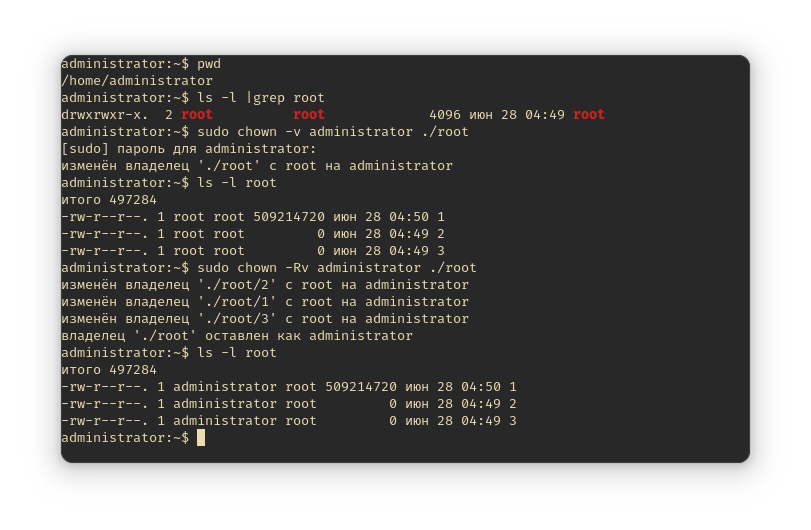 administrator:~$ pwd
/home/administrator
administrator:~$ ls -l |grep root
drwxrwxr-x.  2 root          root             4096 июн 28 04:49 root
administrator:~$ sudo chown -v administrator ./root
[sudo] пароль для administrator:
изменён владелец './root' с root на administrator
administrator:~$ ls -l root
итого 497284
-rw-r--r--. 1 root root 509214720 июн 28 04:50 1
-rw-r--r--. 1 root root         0 июн 28 04:49 2
-rw-r--r--. 1 root root         0 июн 28 04:49 3
administrator:~$ sudo chown -Rv administrator ./root
изменён владелец './root/2' с root на administrator
изменён владелец './root/1' с root на administrator
изменён владелец './root/3' с root на administrator
владелец './root' оставлен как administrator
administrator:~$ ls -l root
итого 497284
-rw-r--r--. 1 administrator root 509214720 июн 28 04:50 1
-rw-r--r--. 1 administrator root         0 июн 28 04:49 2
-rw-r--r--. 1 administrator root         0 июн 28 04:49 3
administrator:~$